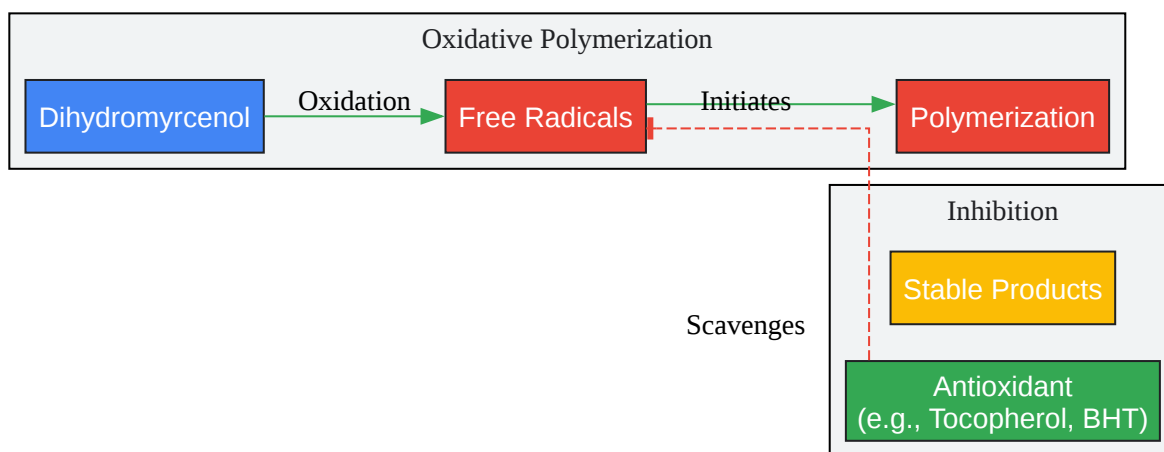 Oxidative Polymerization
Dihydromyrcenol
Oxidation
Free Radicals
Initiates
Polymerization
Inhibition
Stable Products
Scavenges
Antioxidant
(e.g., Tocopherol, BHT)